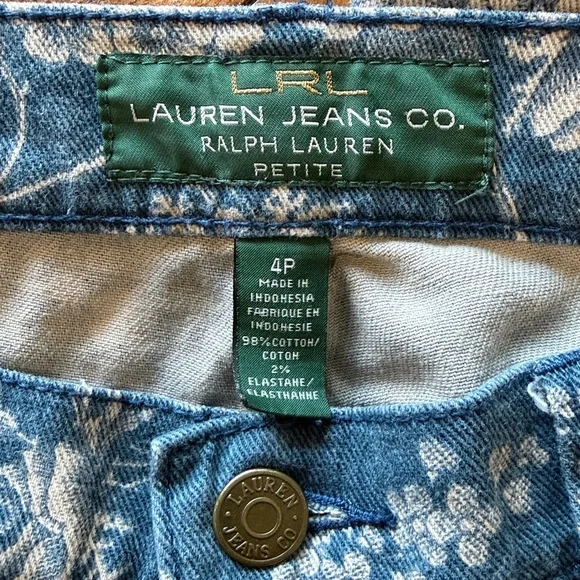 LRL
LAUREN JEANS CO.
RALPH LAUREN
PETITE
4P
MADE IN
INDONESIA
FABRIQUE EN
INDONESIE
98% COTTON/
COTON
2%
ELASTANE/
ELASTHANNE
LAUREN
JEANS CO